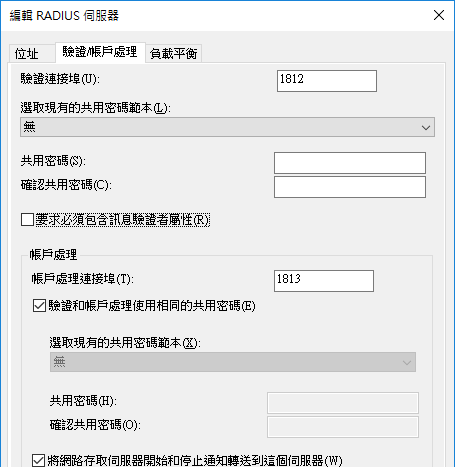 編輯 RADIUS 伺服器
位址 驗證/帳戶處理 負載平衡
驗證連接埠(U): 1812
選取現有的共用密碼範本(L):
無
共用密碼(S):
確認共用密碼(C):
要求必須包含訊息驗證者屬性(R)
帳戶處理
帳戶處理連接埠(T): 1813
驗證和帳戶處理使用相同的共用密碼(E)
選取現有的共用密碼範本(X):
無
共用密碼(H):
確認共用密碼(O):
將網路存取伺服器開始和停止通知轉送到這個伺服器(W)